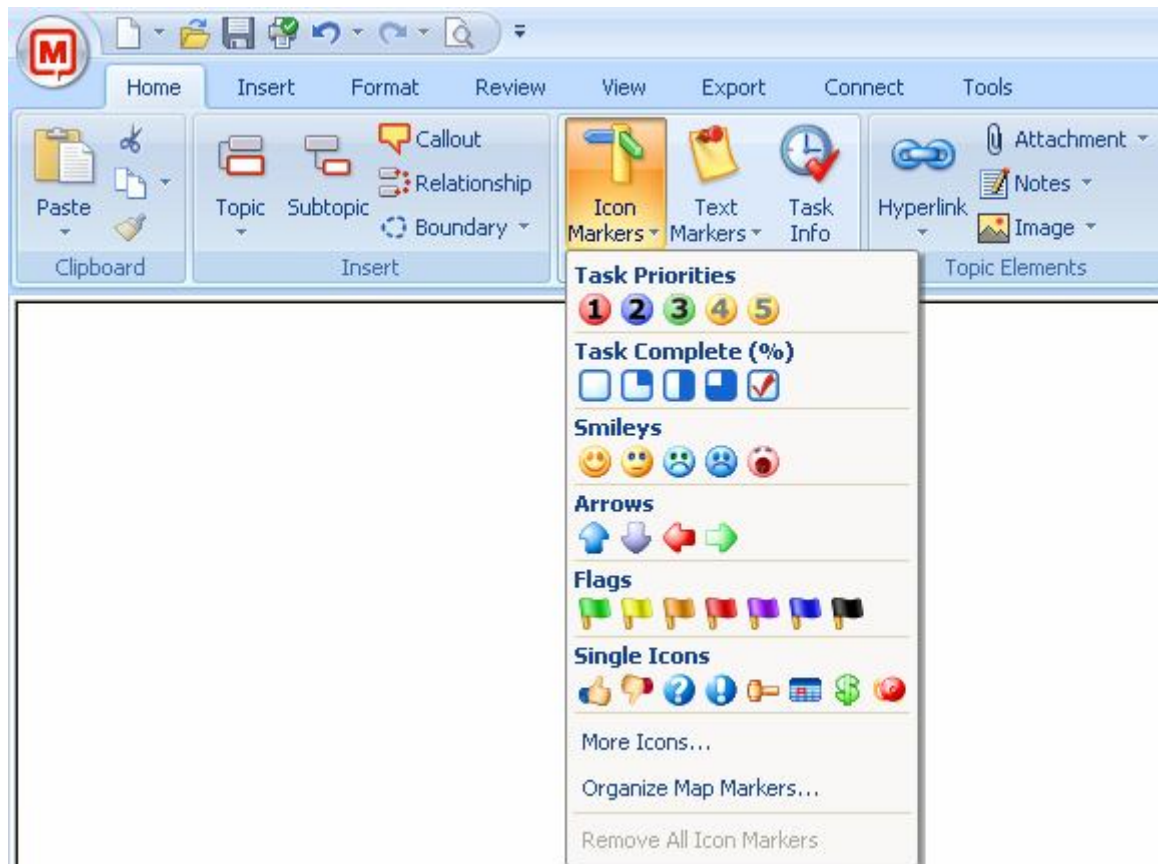 M
Home Insert Format Review View Export Connect Tools
Paste
Clipboard
Topic
Subtopic
Callout
Relationship
Boundary
Insert
Icon
Markers
Text
Markers
Task
Info
Hyperlink
Attachment
Notes
Image
Topic Elements
Task Priorities
1 2 3 4 5
Task Complete (%)
Smileys
Arrows
Flags
Single Icons
? ! $
More Icons...
Organize Map Markers...
Remove All Icon Markers